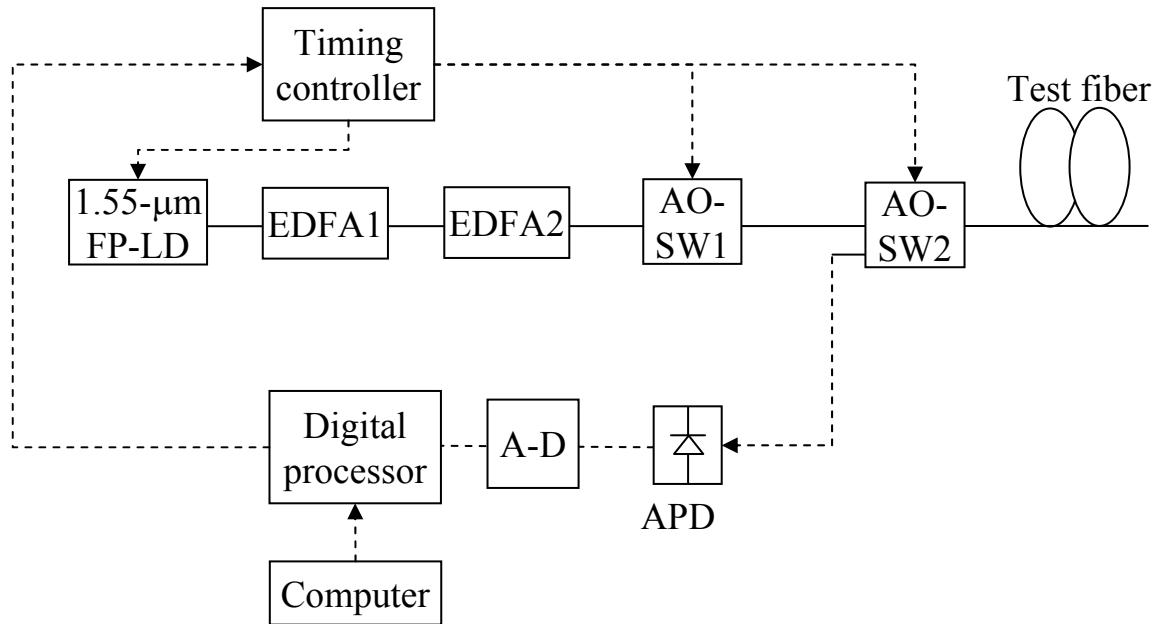 Timing
controller
Test fiber
1.55-μm
FP-LD
EDFA1
EDFA2
AO-
SW1
AO-
SW2
Digital
processor
A-D
APD
Computer